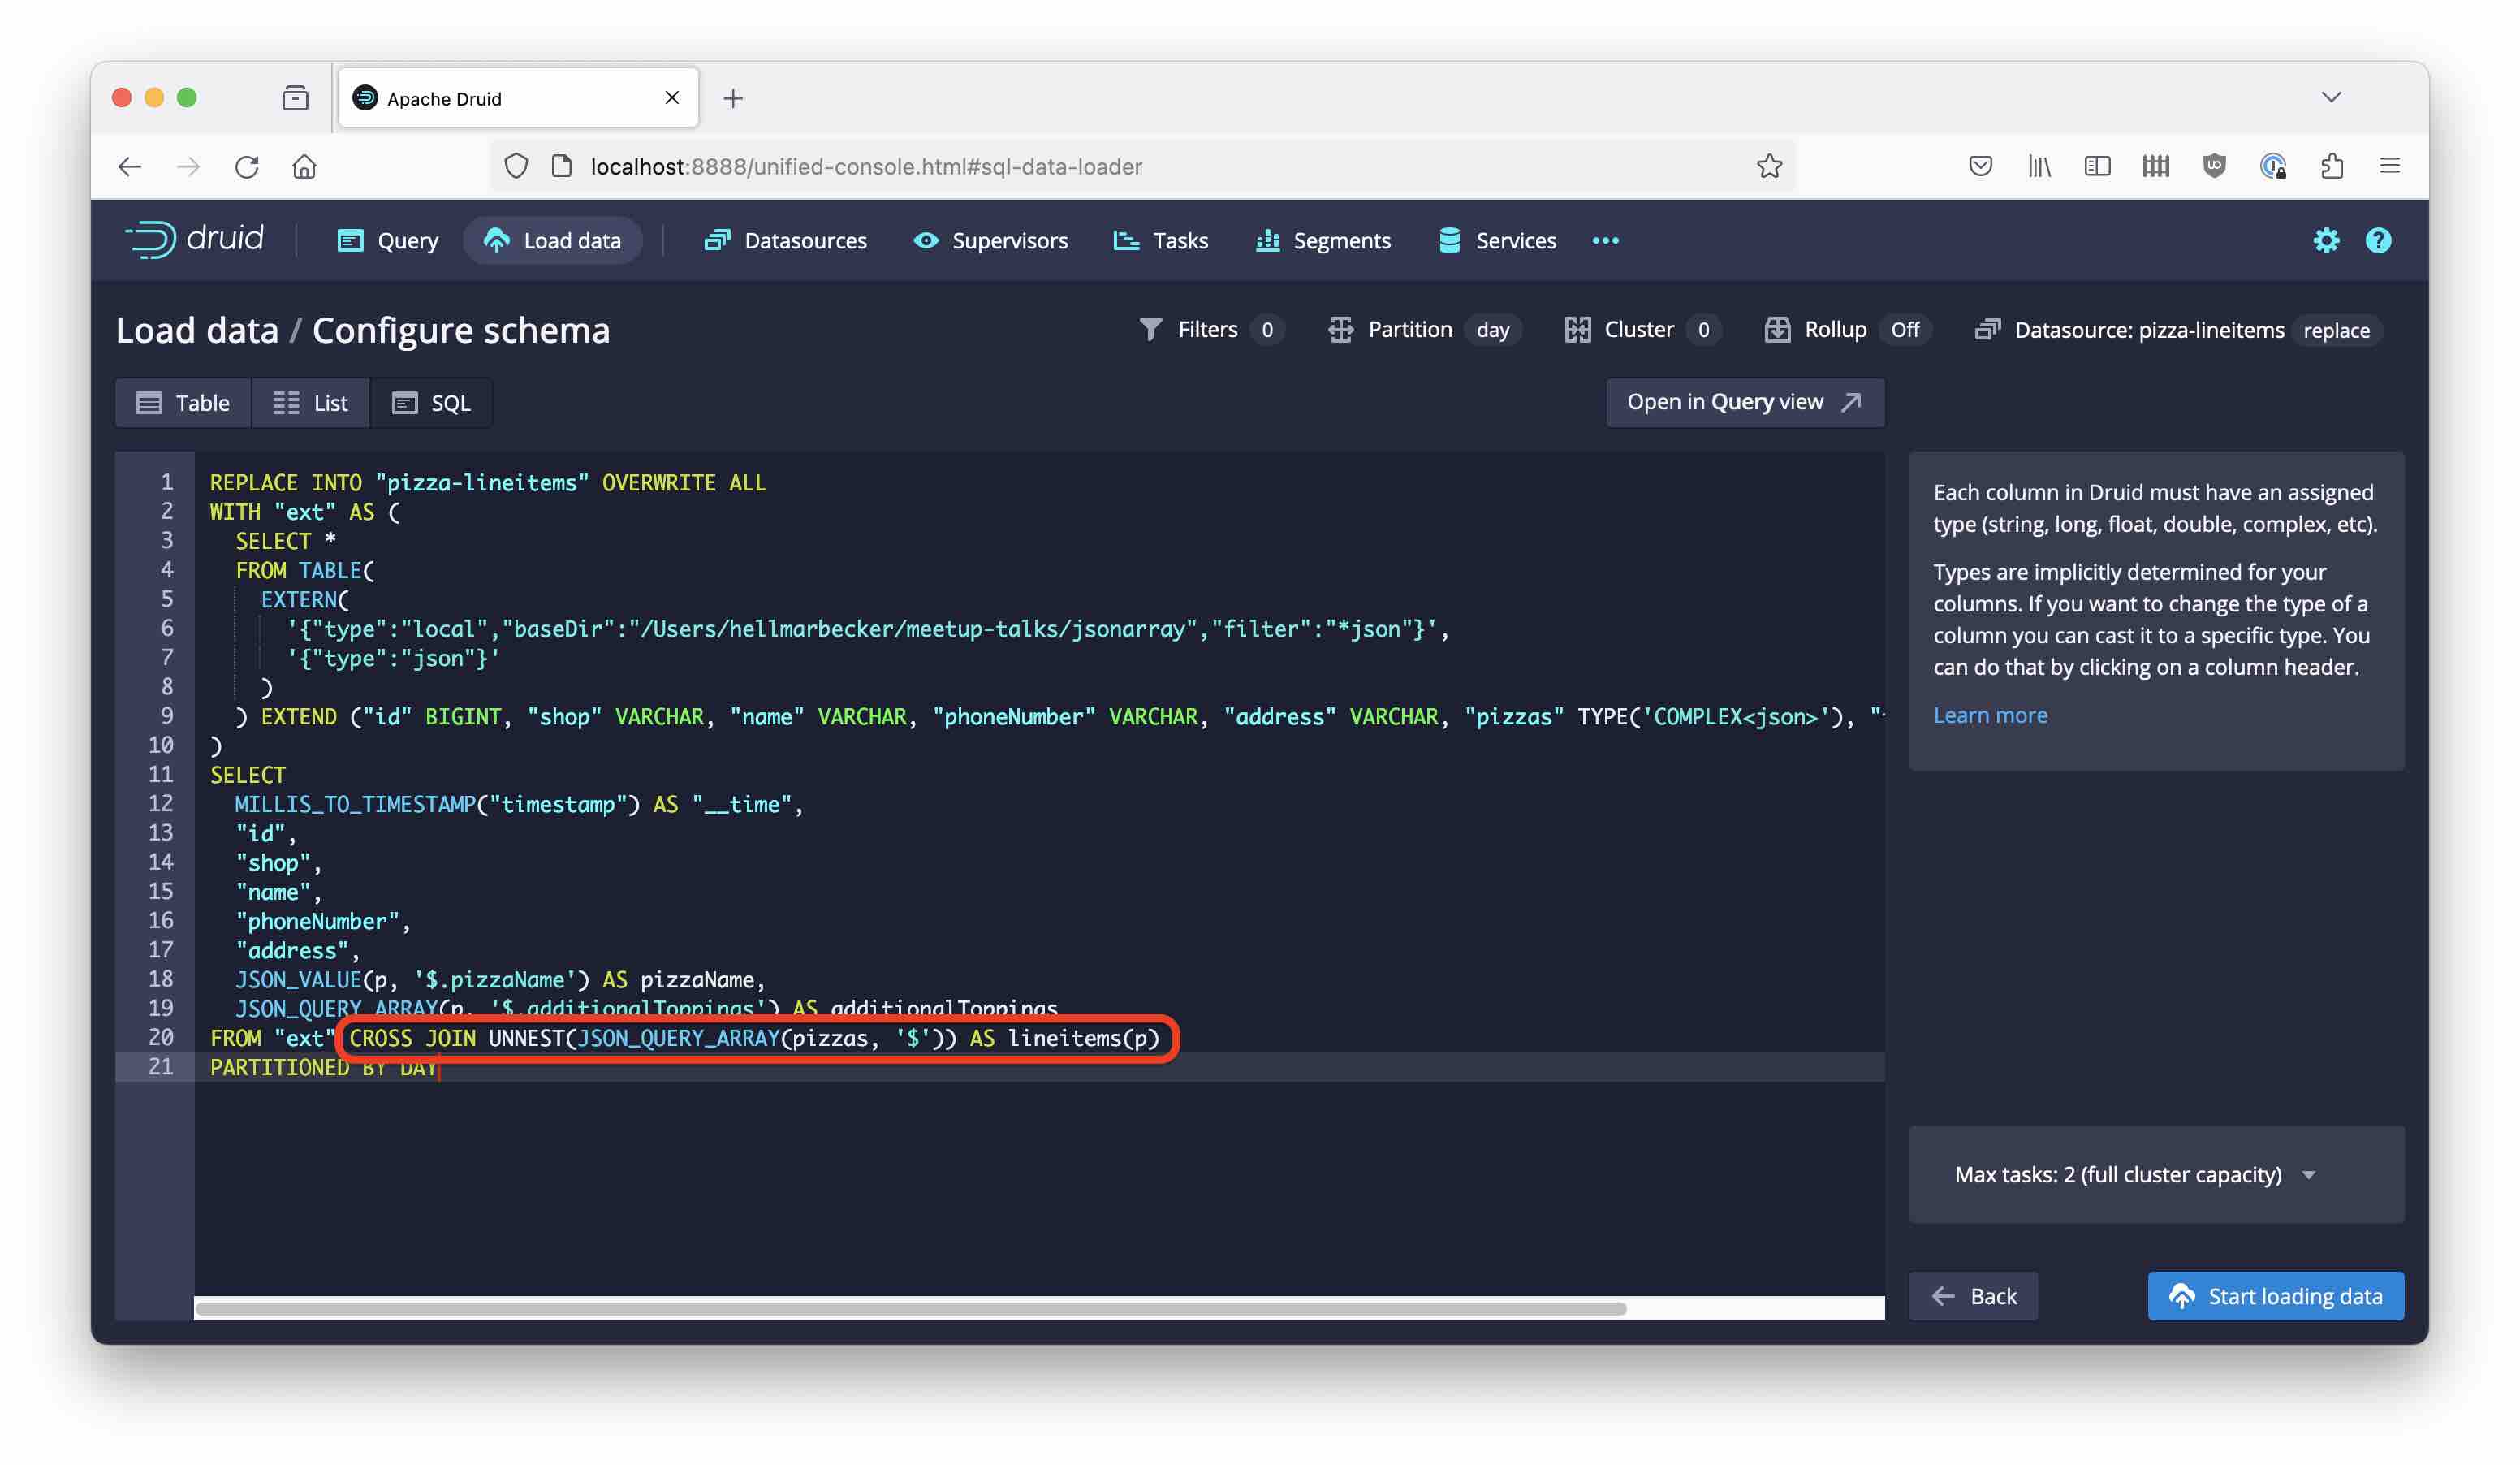 Apache Druid
localhost:8888/unified-console.html#sql-data-loader
druid Query Load data Datasources Supervisors Tasks Segments Services
Load data / Configure schema Filters 0 Partition day Cluster 0 Rollup Off Datasource: pizza-lineitems replace
Table List SQL Open in Query view
1 REPLACE INTO "pizza-lineitems" OVERWRITE ALL
2 WITH "ext" AS (
3 SELECT *
4 FROM TABLE(
5 EXTERN(
6 '{"type":"local","baseDir":"/Users/hellmarbecker/meetup-talks/jsonarray","filter":"*json"}',
7 '{"type":"json"}'
8 )
9 ) EXTEND ("id" BIGINT, "shop" VARCHAR, "name" VARCHAR, "phoneNumber" VARCHAR, "address" VARCHAR, "pizzas" TYPE('COMPLEX<json>'),
10 )
11 SELECT
12 MILLIS_TO_TIMESTAMP("timestamp") AS "__time",
13 "id",
14 "shop",
15 "name",
16 "phoneNumber",
17 "address",
18 JSON_VALUE(p, '$.pizzaName') AS pizzaName,
19 JSON_QUERY_ARRAY(p, '$.additionalToppings') AS additionalToppings
20 FROM "ext" CROSS JOIN UNNEST(JSON_QUERY_ARRAY(pizzas, '$')) AS lineitems(p)
21 PARTITIONED BY DAY
Each column in Druid must have an assigned
type (string, long, float, double, complex, etc).
Types are implicitly determined for your
columns. If you want to change the type of a
column you can cast it to a specific type. You
can do that by clicking on a column header.
Learn more
Max tasks: 2 (full cluster capacity)
Back Start loading data